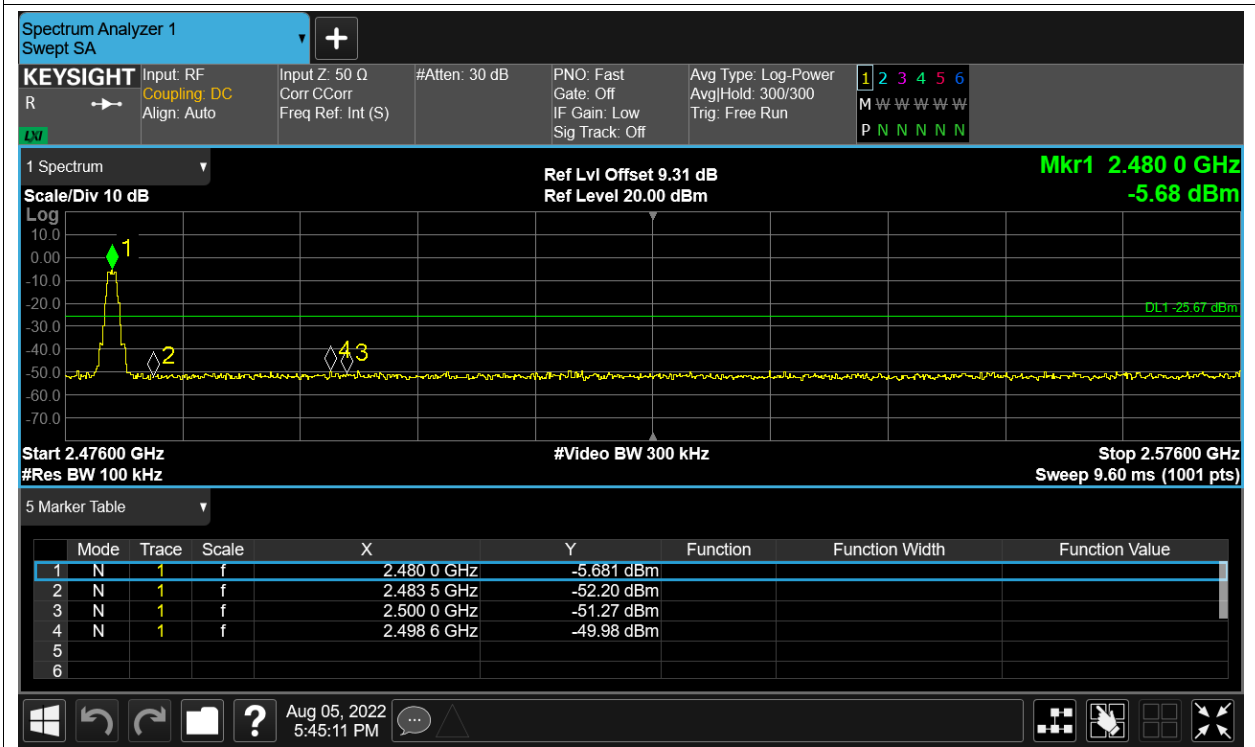 Spectrum Analyzer 1
Swept SA
KEYSIGHT
R
LXI
Input: RF
Coupling: DC
Align: Auto
Input Z: 50 Ω
Corr CCorr
Freq Ref: Int (S)
#Atten: 30 dB
PNO: Fast
Gate: Off
IF Gain: Low
Sig Track: Off
Avg Type: Log-Power
Avg|Hold: 300/300
Trig: Free Run
1 2 3 4 5 6
M W W W W W
P N N N N N
1 Spectrum
Scale/Div 10 dB
Ref Lvl Offset 9.31 dB
Ref Level 20.00 dBm
Mkr1 2.480 0 GHz
-5.68 dBm
Log
10.0
0.00
-10.0
-20.0
-30.0
-40.0
-50.0
-60.0
-70.0
1
2
4 3
DL1 -25.67 dBm
Start 2.47600 GHz
#Res BW 100 kHz
#Video BW 300 kHz
Stop 2.57600 GHz
Sweep 9.60 ms (1001 pts)
5 Marker Table
Mode Trace Scale X Y Function Function Width Function Value
1 N 1 f 2.480 0 GHz -5.681 dBm
2 N 1 f 2.483 5 GHz -52.20 dBm
3 N 1 f 2.500 0 GHz -51.27 dBm
4 N 1 f 2.498 6 GHz -49.98 dBm
5
6
?
Aug 05, 2022
5:45:11 PM